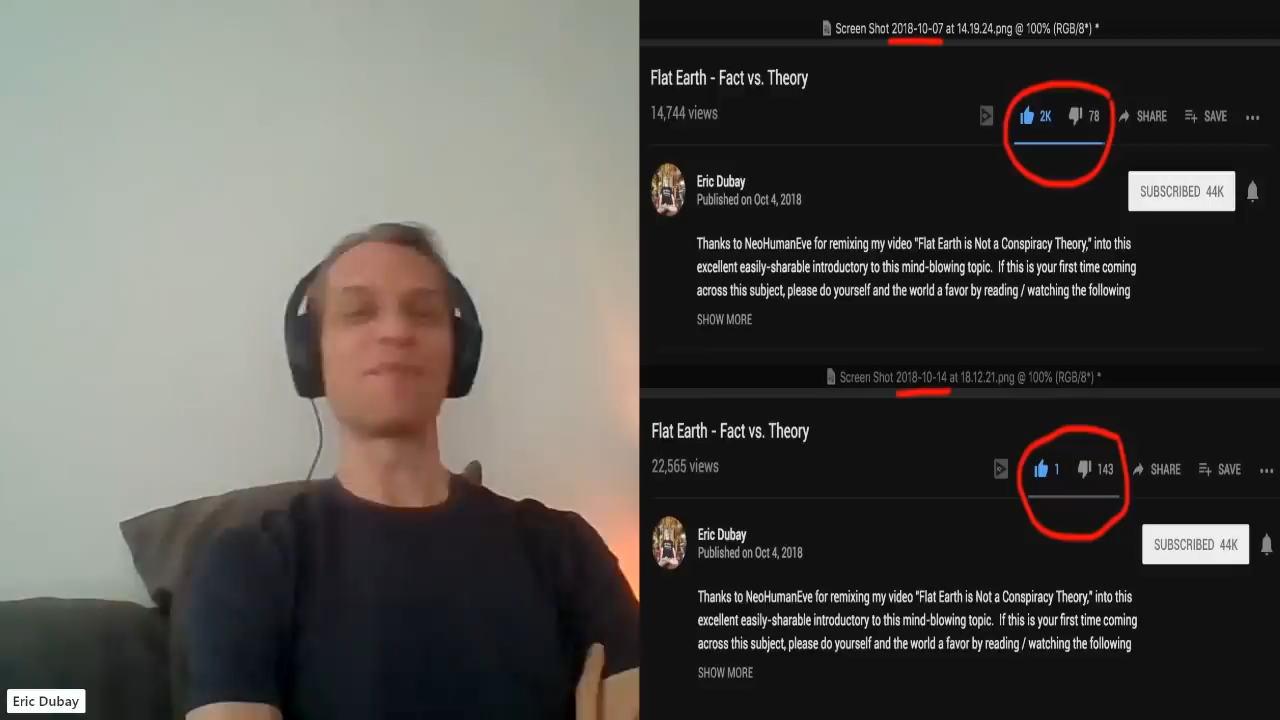 Screen Shot 2018-10-07 at 14.19.24.png @ 100% (RGB/8*) *
Flat Earth - Fact vs. Theory
14,744 views
2K 78 SHARE SAVE
Eric Dubay
Published on Oct 4, 2018
SUBSCRIBED 44K
Thanks to NeoHumanEve for remixing my video "Flat Earth is Not a Conspiracy Theory," into this
excellent easily-sharable introductory to this mind-blowing topic. If this is your first time coming
across this subject, please do yourself and the world a favor by reading / watching the following
SHOW MORE
Screen Shot 2018-10-14 at 18.12.21.png @ 100% (RGB/8*) *
Flat Earth - Fact vs. Theory
22,565 views
1 143 SHARE SAVE
Eric Dubay
Published on Oct 4, 2018
SUBSCRIBED 44K
Thanks to NeoHumanEve for remixing my video "Flat Earth is Not a Conspiracy Theory," into this
excellent easily-sharable introductory to this mind-blowing topic. If this is your first time coming
across this subject, please do yourself and the world a favor by reading / watching the following
SHOW MORE
Eric Dubay